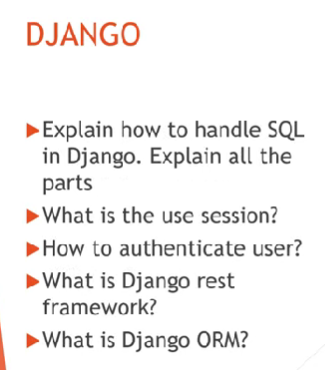 DJANGO
Explain how to handle SQL
in Django. Explain all the
parts
What is the use session?
How to authenticate user?
What is Django rest
framework?
What is Django ORM?